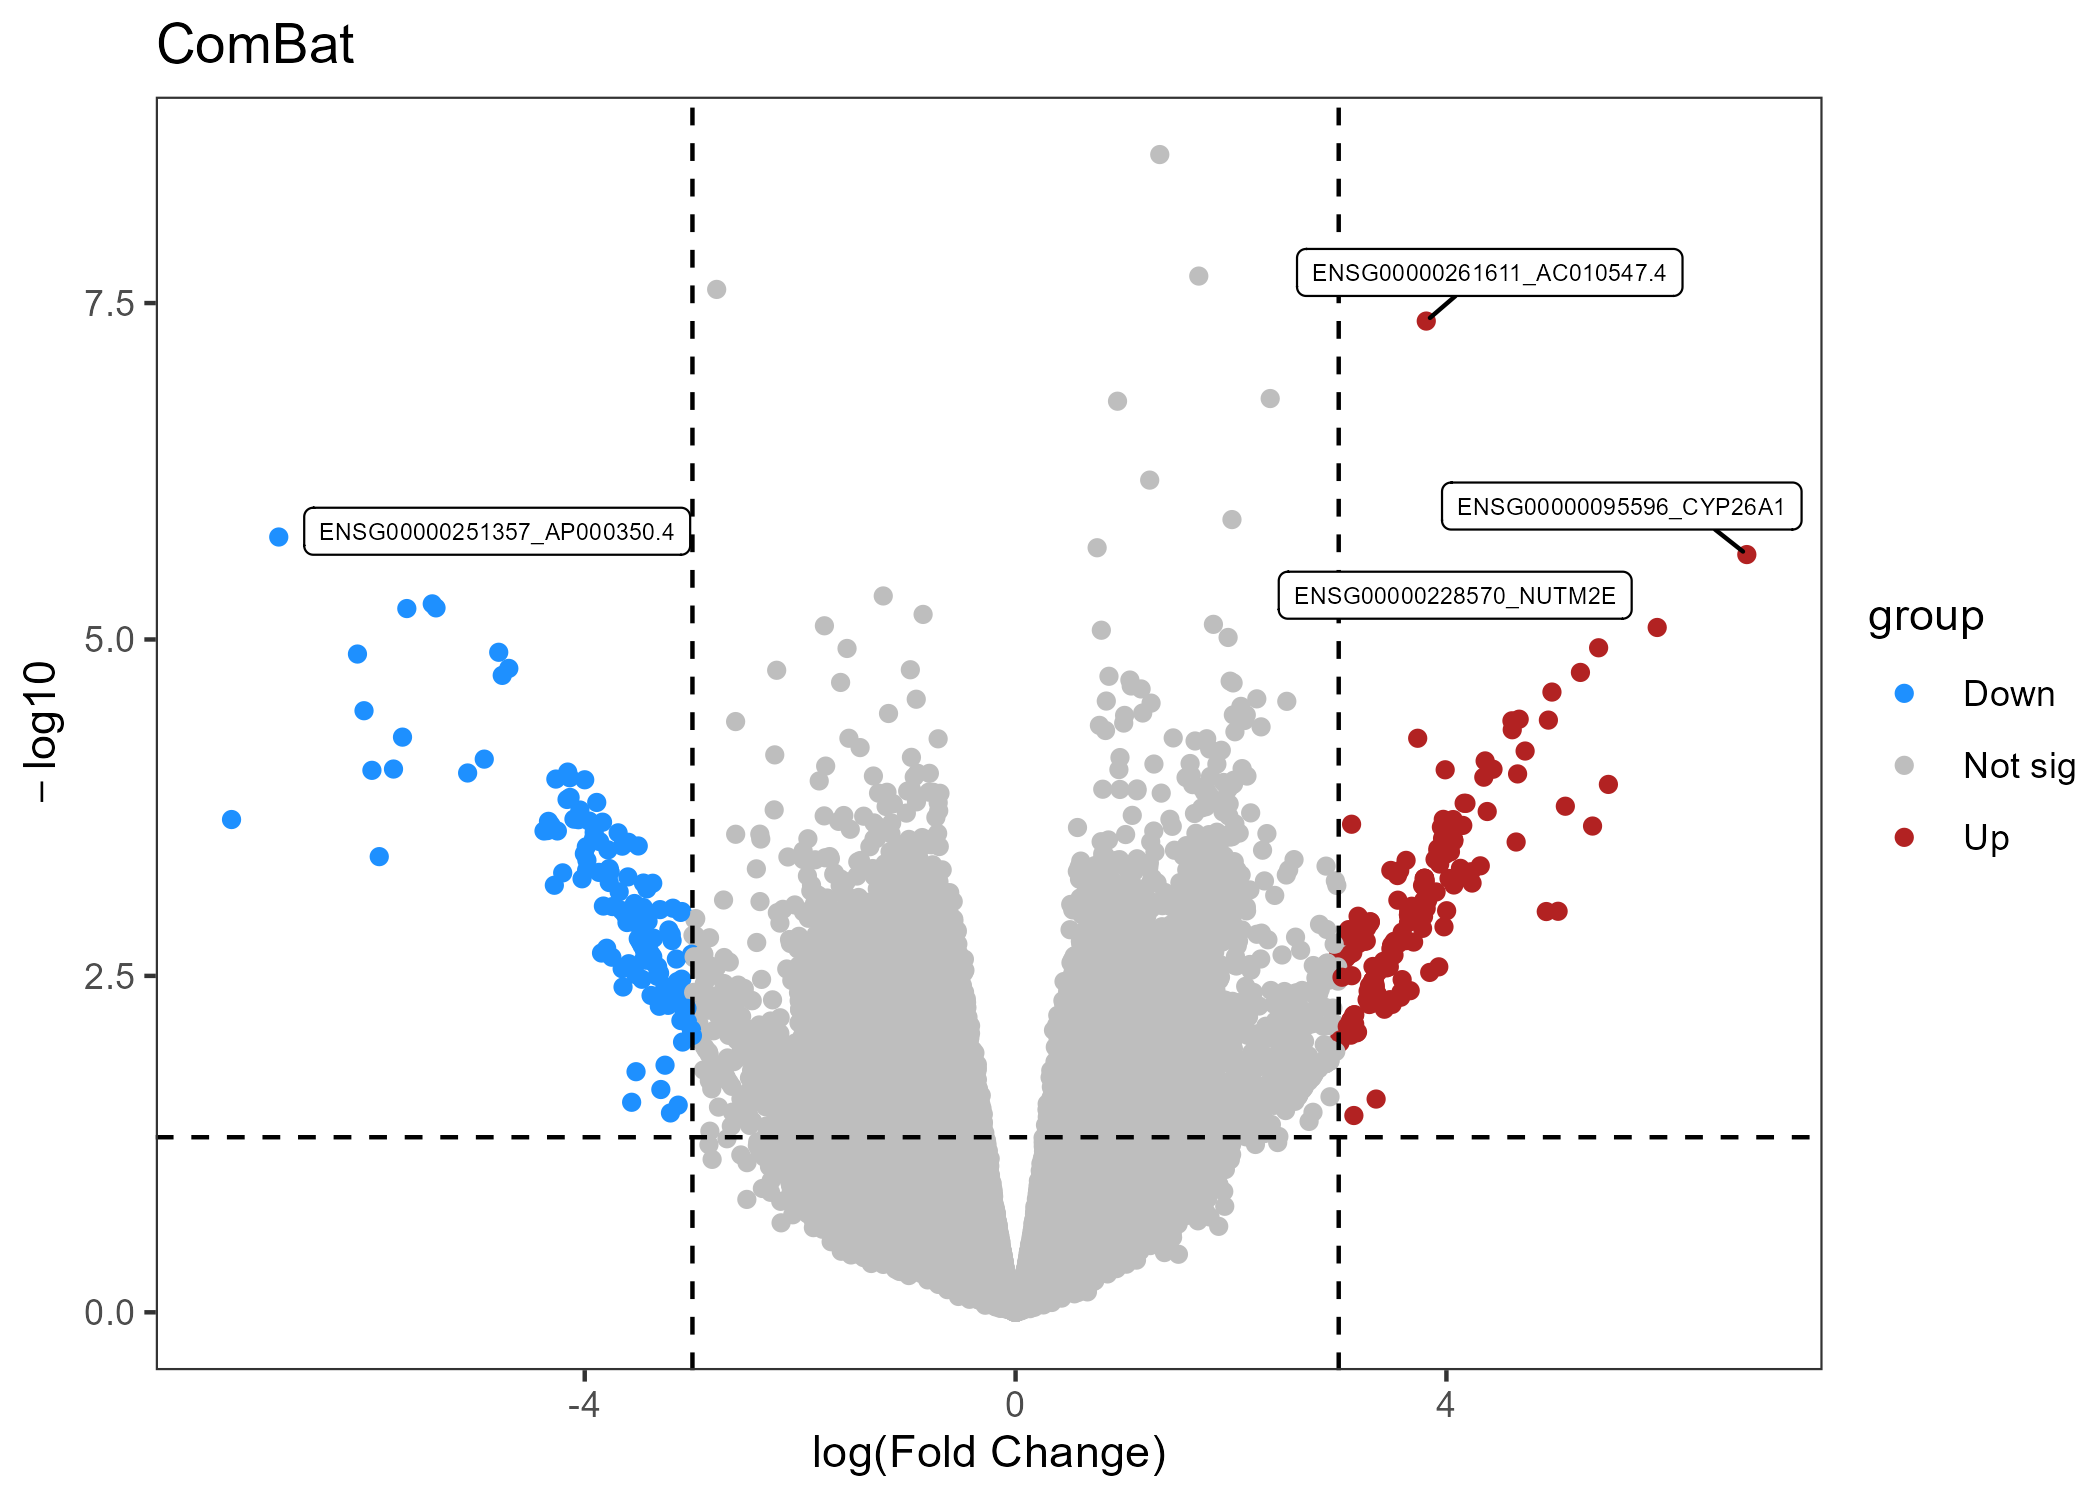 ComBat
ENSG00000261611_AC010547.4
7.5
ENSG00000095596_CYP26A1
ENSG00000251357_AP000350.4
ENSG00000228570_NUTM2E
5.0
2.5
0.0
− log10
-4
0
4
log(Fold Change)
group
Down
Not sig
Up